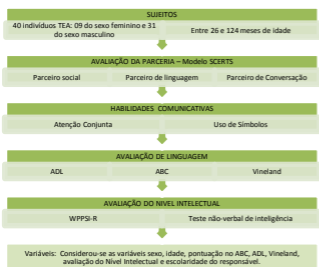 SUJEITOS
40 indivíduos TEA: 09 do sexo feminino e 31
do sexo masculino
Entre 26 e 124 meses de idade
AVALIAÇÃO DA PARCERIA – Modelo SCERTS
Parceiro social
Parceiro de linguagem
Parceiro de Conversação
HABILIDADES COMUNICATIVAS
Atenção Conjunta
Uso de Símbolos
AVALIAÇÃO DE LINGUAGEM
ADL
ABC
Vineland
AVALIAÇÃO DO NIVEL INTELECTUAL
WPPSI-R
Teste não-verbal de inteligência
Variáveis: Considerou-se as variáveis sexo, idade, pontuação no ABC, ADL, Vineland,
avaliação do Nível Intelectual e escolaridade do responsável.